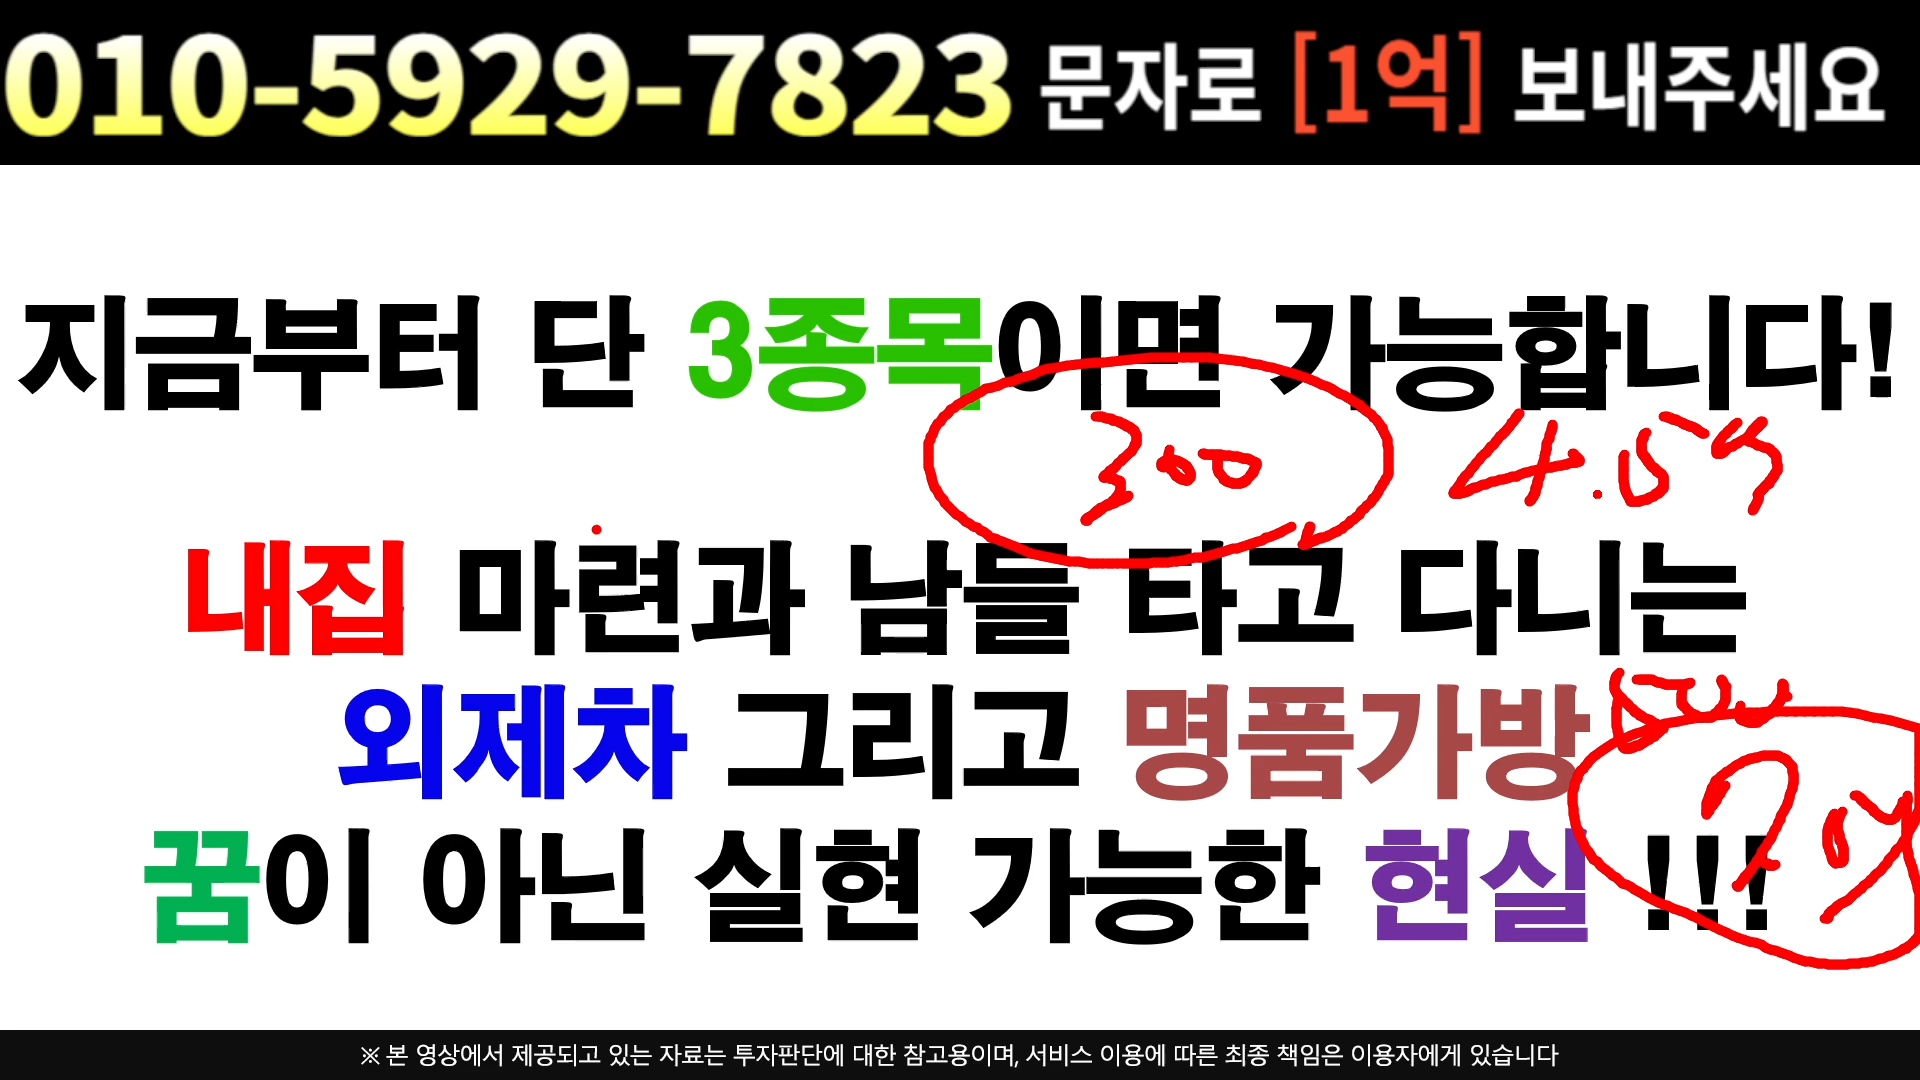 010-5929-7823 문자로 [1억] 보내주세요
지금부터 단 3종목이면 가능합니다!
300
4.5억
내집 마련과 남들 타고 다니는
외제차 그리고 명품가방
500
꿈이 아닌 실현 가능한 현실 !!!
※ 본 영상에서 제공되고 있는 자료는 투자판단에 대한 참고용이며, 서비스 이용에 따른 최종 책임은 이용자에게 있습니다